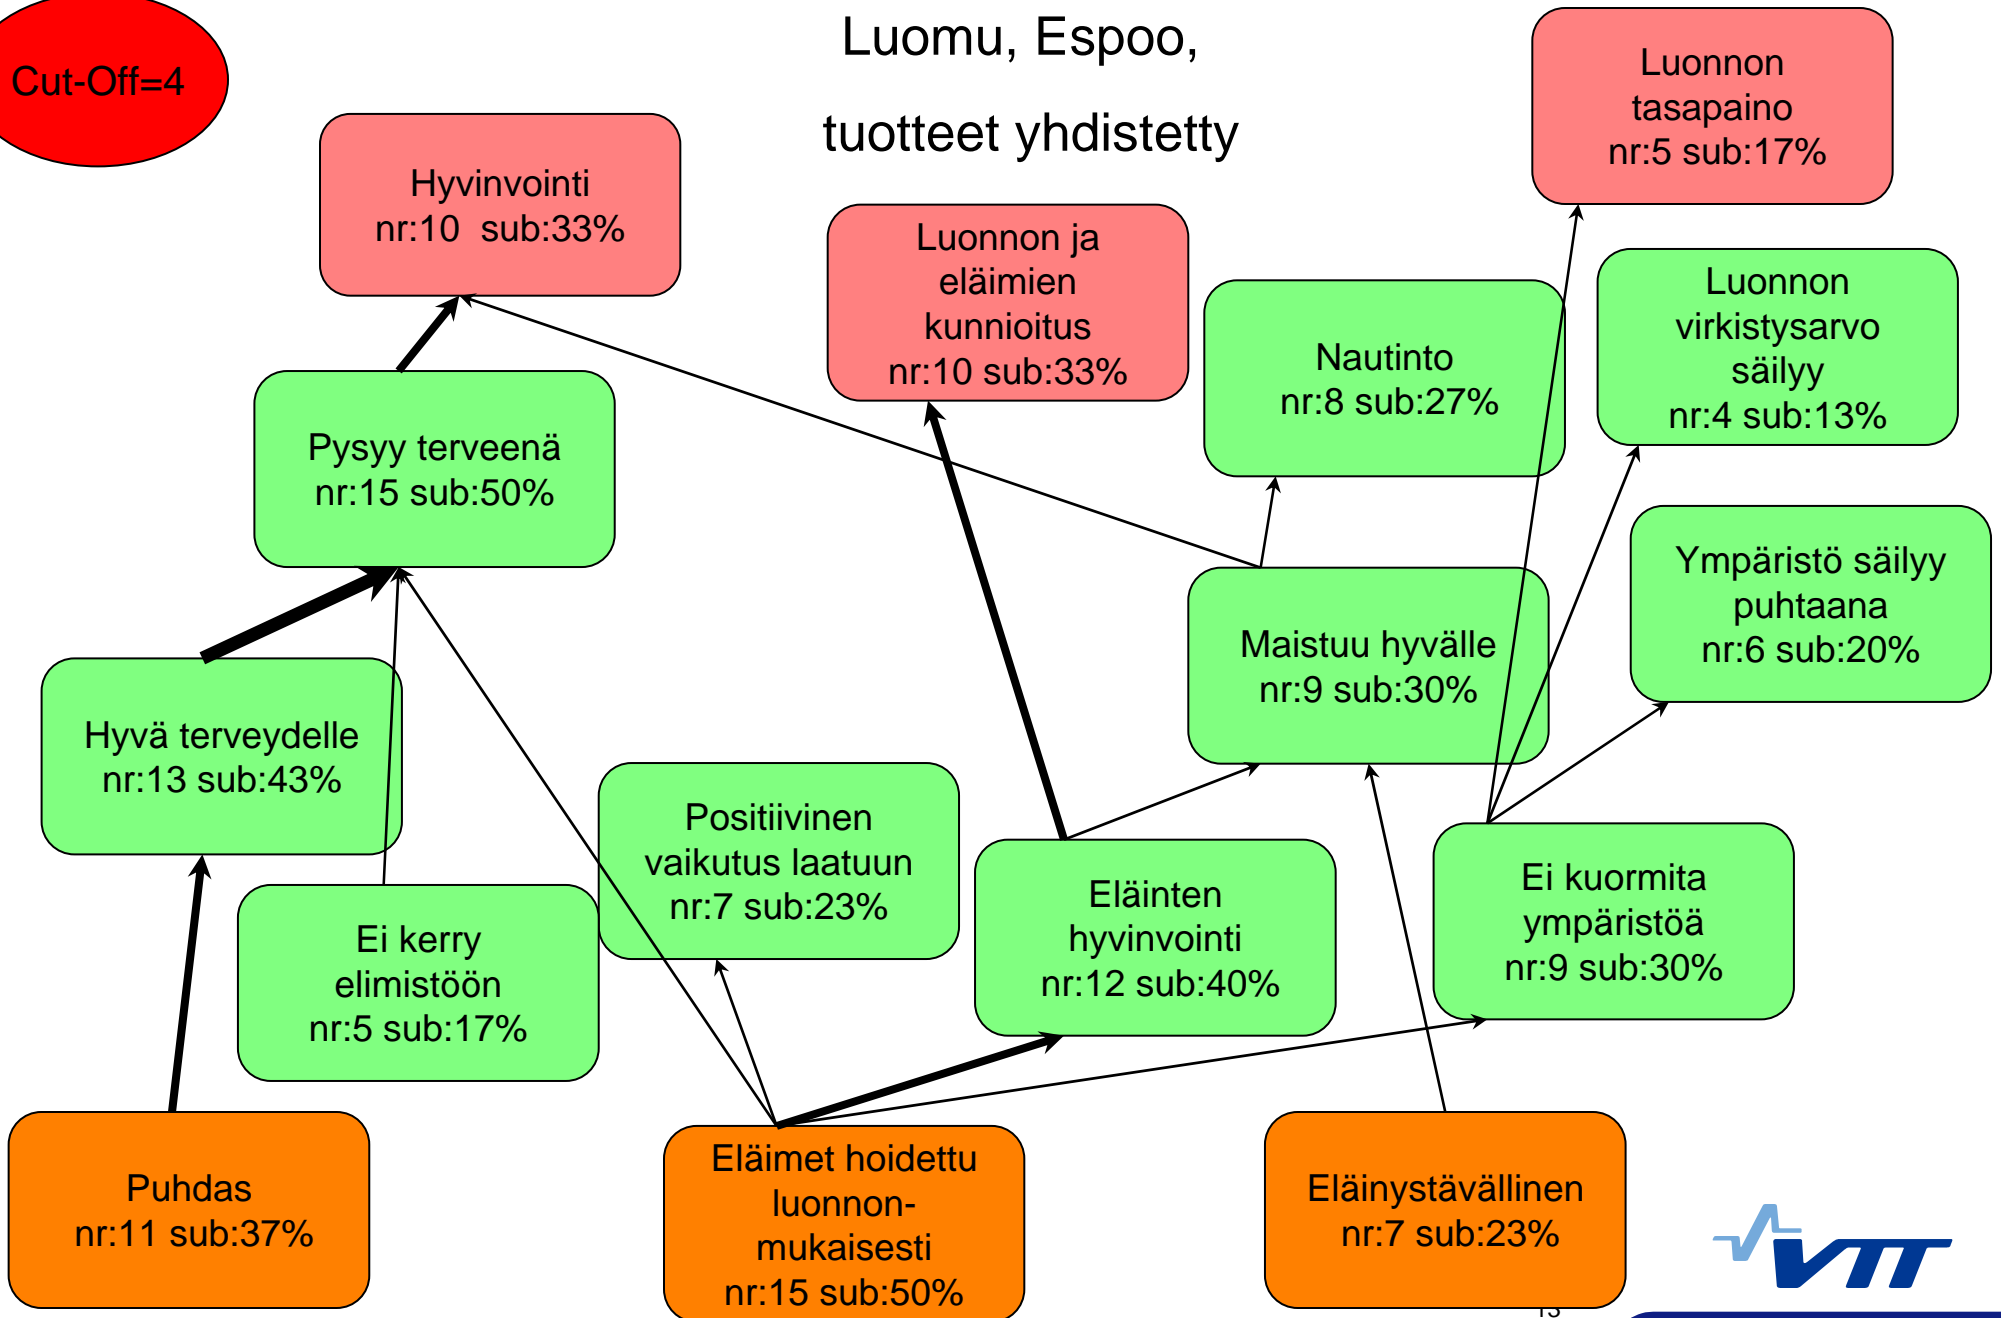 Cut-Off=4
Luomu, Espoo,
tuotteet yhdistetty
Luonnon
tasapaino
nr:5 sub:17%
Hyvinvointi
nr:10 sub:33%
Luonnon ja
eläimien
kunnioitus
nr:10 sub:33%
Nautinto
nr:8 sub:27%
Luonnon
virkistysarvo
säilyy
nr:4 sub:13%
Pysyy terveenä
nr:15 sub:50%
Maistuu hyvälle
nr:9 sub:30%
Ympäristö säilyy
puhtaana
nr:6 sub:20%
Hyvä terveydelle
nr:13 sub:43%
Ei kerry
elimistöön
nr:5 sub:17%
Positiivinen
vaikutus laatuun
nr:7 sub:23%
Eläinten
hyvinvointi
nr:12 sub:40%
Ei kuormita
ympäristöä
nr:9 sub:30%
Puhdas
nr:11 sub:37%
Eläimet hoidettu
luonnon-
mukaisesti
nr:15 sub:50%
Eläinystävällinen
nr:7 sub:23%
VTT
13